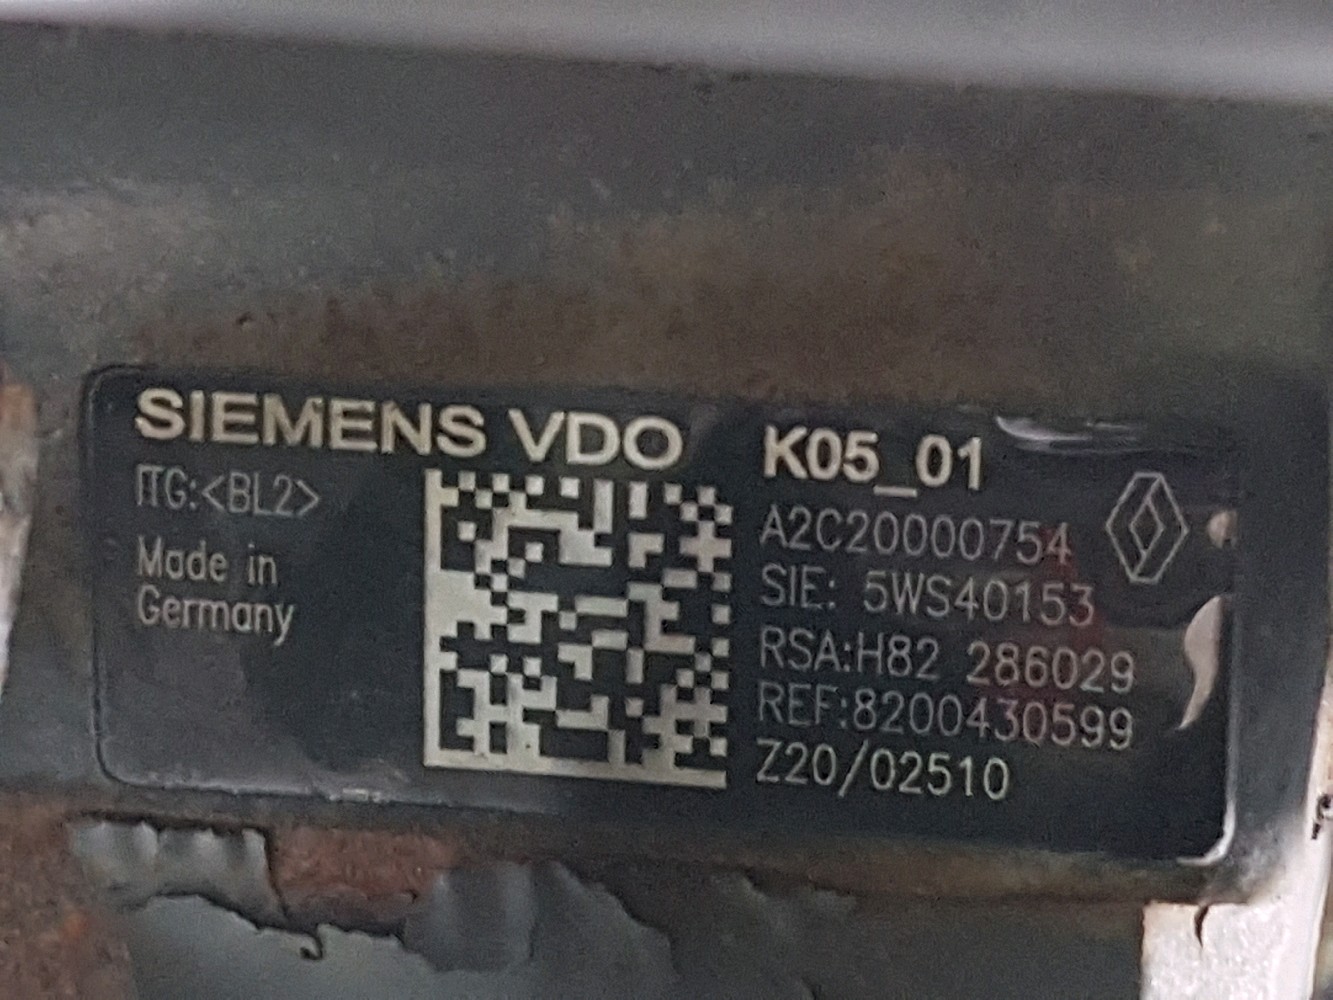 SIEMENS VDO
ITG:<BL2>
Made in
Germany
K05_01
A2C20000754
SIE: 5WS40153
RSA:H82 286029
REF:8200430599
Z20/02510